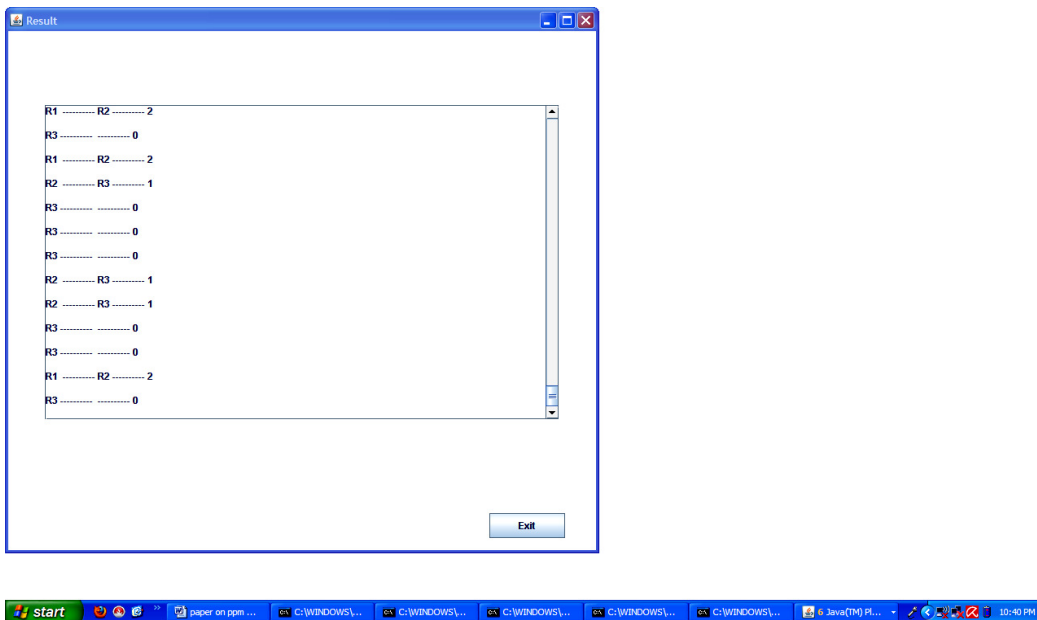 Result
R1 ---------- R2 ---------- 2
R3 ---------- ---------- 0
R1 ---------- R2 ---------- 2
R2 ---------- R3 ---------- 1
R3 ---------- ---------- 0
R3 ---------- ---------- 0
R3 ---------- ---------- 0
R2 ---------- R3 ---------- 1
R2 ---------- R3 ---------- 1
R3 ---------- ---------- 0
R3 ---------- ---------- 0
R1 ---------- R2 ---------- 2
R3 ---------- ---------- 0
Exit
start » paper on ppm ... C:\WINDOWS\... C:\WINDOWS\... C:\WINDOWS\... C:\WINDOWS\... C:\WINDOWS\... 6 Java(TM) Pl... 10:40 PM